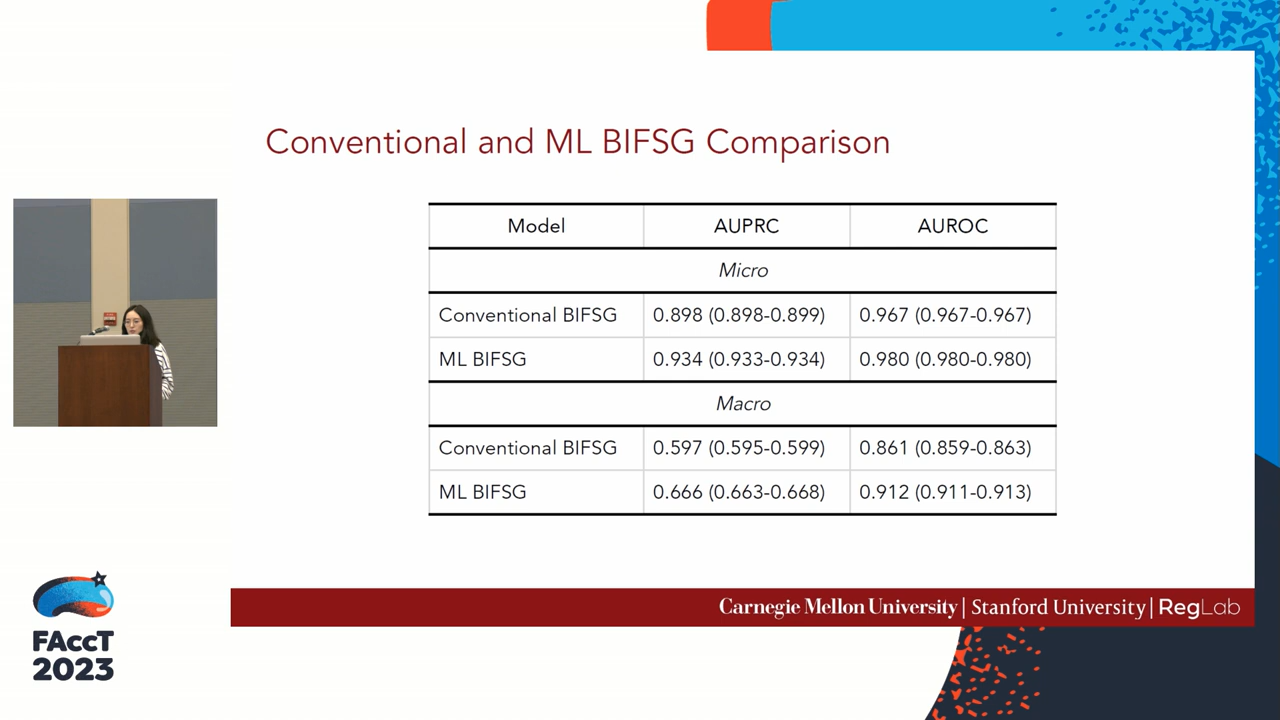 Conventional and ML BIFSG Comparison
Model AUPRC AUROC
Micro
Conventional BIFSG 0.898 (0.898-0.899) 0.967 (0.967-0.967)
ML BIFSG 0.934 (0.933-0.934) 0.980 (0.980-0.980)
Macro
Conventional BIFSG 0.597 (0.595-0.599) 0.861 (0.859-0.863)
ML BIFSG 0.666 (0.663-0.668) 0.912 (0.911-0.913)
Carnegie Mellon University | Stanford University | RegLab
FAccT
2023